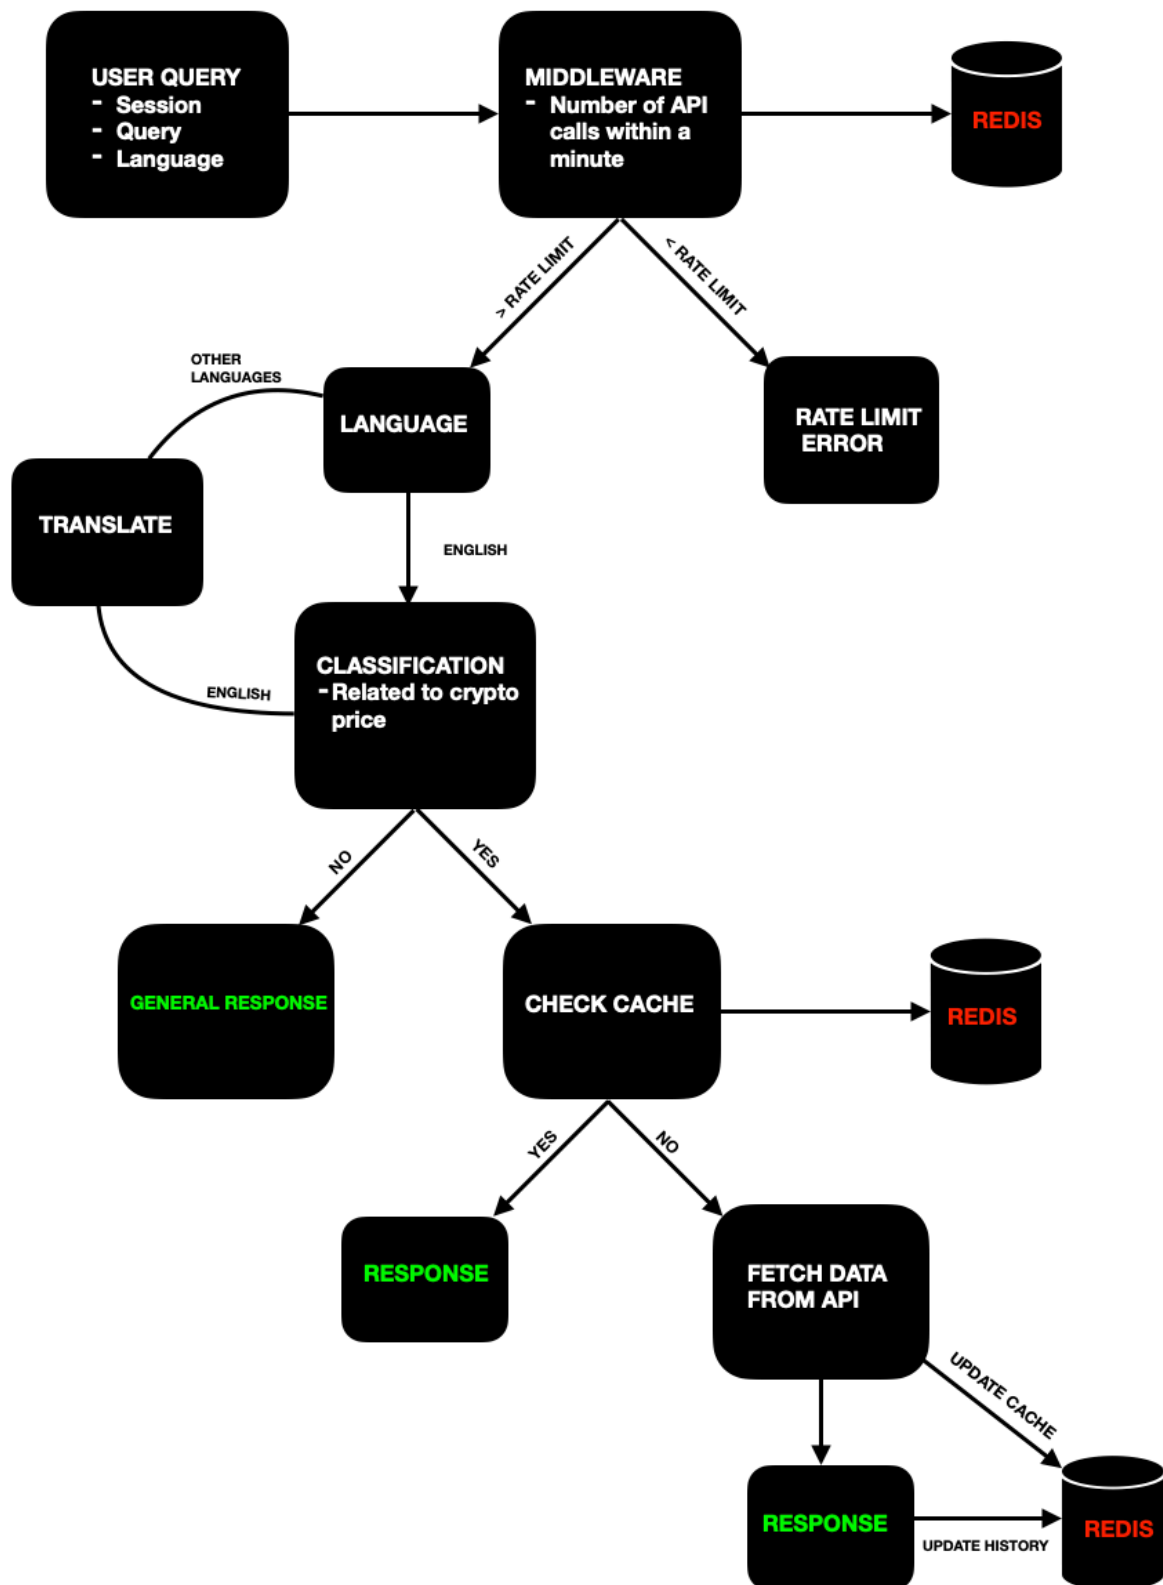 USER QUERY
- Session
- Query
- Language
MIDDLEWARE
- Number of API
calls within a
minute
REDIS
> RATE LIMIT
< RATE LIMIT
OTHER
LANGUAGES
LANGUAGE
RATE LIMIT
ERROR
TRANSLATE
ENGLISH
CLASSIFICATION
- Related to crypto
price
ENGLISH
NO
YES
GENERAL RESPONSE
CHECK CACHE
REDIS
YES
NO
RESPONSE
FETCH DATA
FROM API
UPDATE CACHE
RESPONSE
UPDATE HISTORY
REDIS